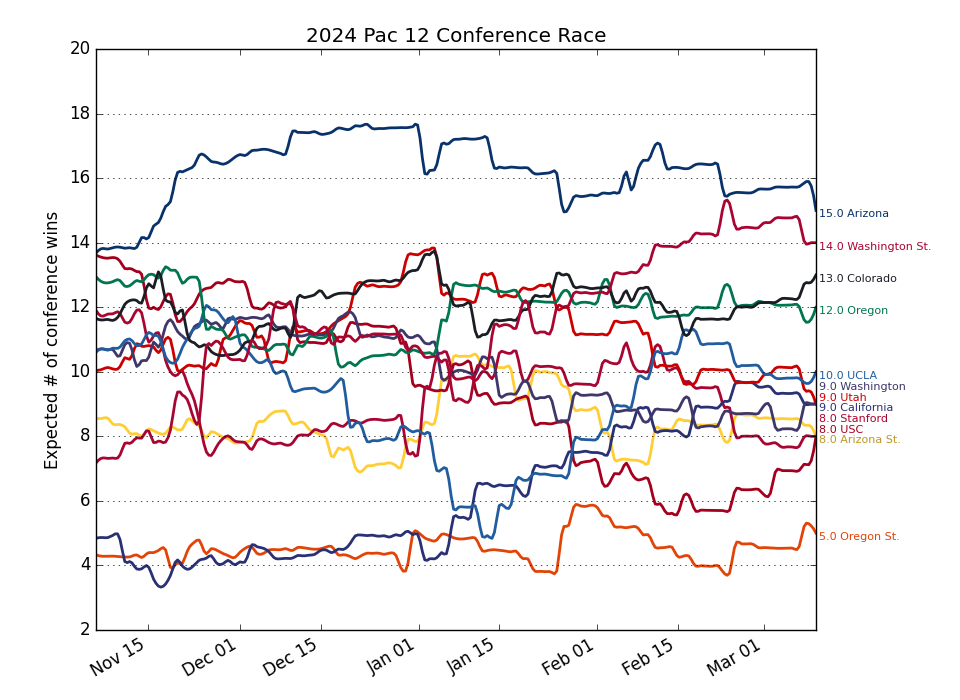 2024 Pac 12 Conference Race
Expected # of conference wins
20
18
16
14
12
10
8
6
4
2
Nov 15
Dec 01
Dec 15
Jan 01
Jan 15
Feb 01
Feb 15
Mar 01
15.0 Arizona
14.0 Washington St.
13.0 Colorado
12.0 Oregon
10.0 UCLA
9.0 Washington
9.0 Utah
9.0 California
8.0 Stanford
8.0 USC
8.0 Arizona St.
5.0 Oregon St.